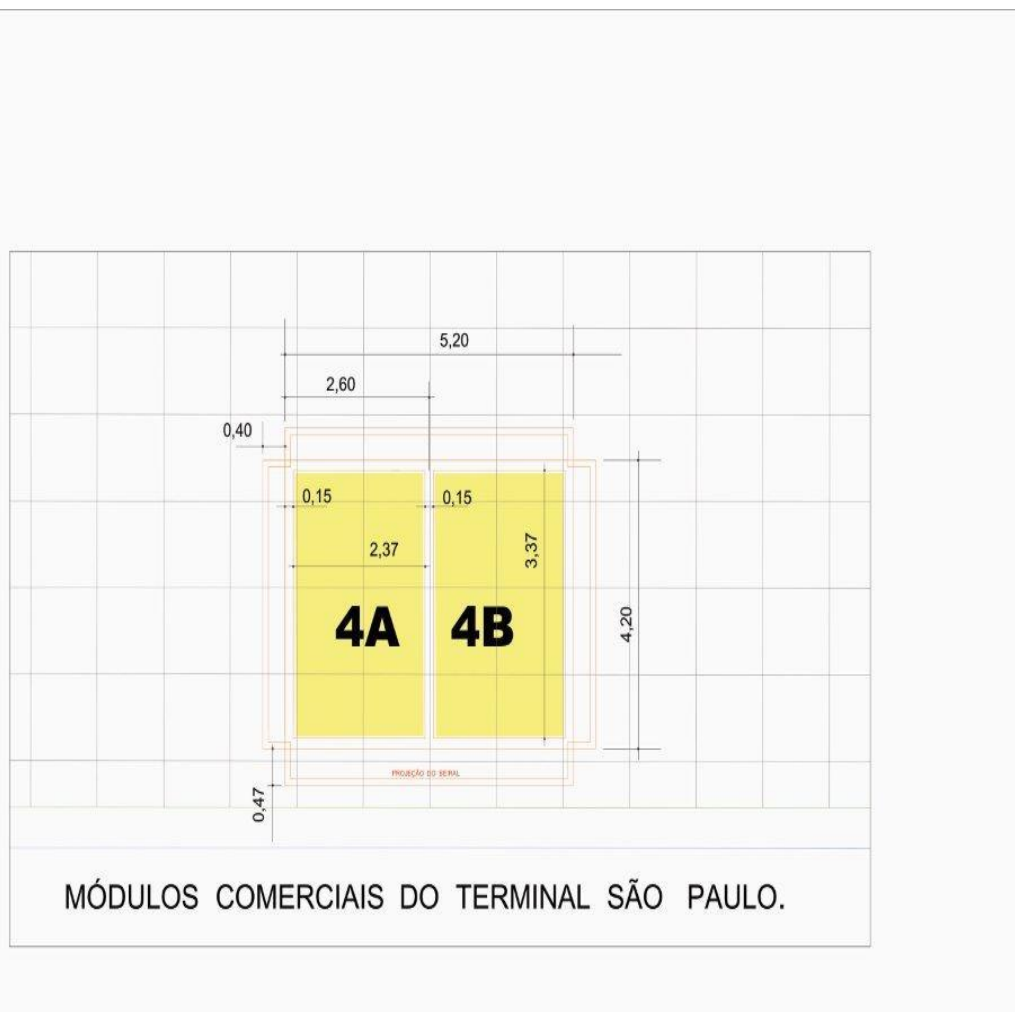 5,20
2,60
0,40
0,15
0,15
2,37
3,37
4A
4B
4,20
PROJEÇÃO DO BEIRAL
0,47
MÓDULOS COMERCIAIS DO TERMINAL SÃO PAULO.